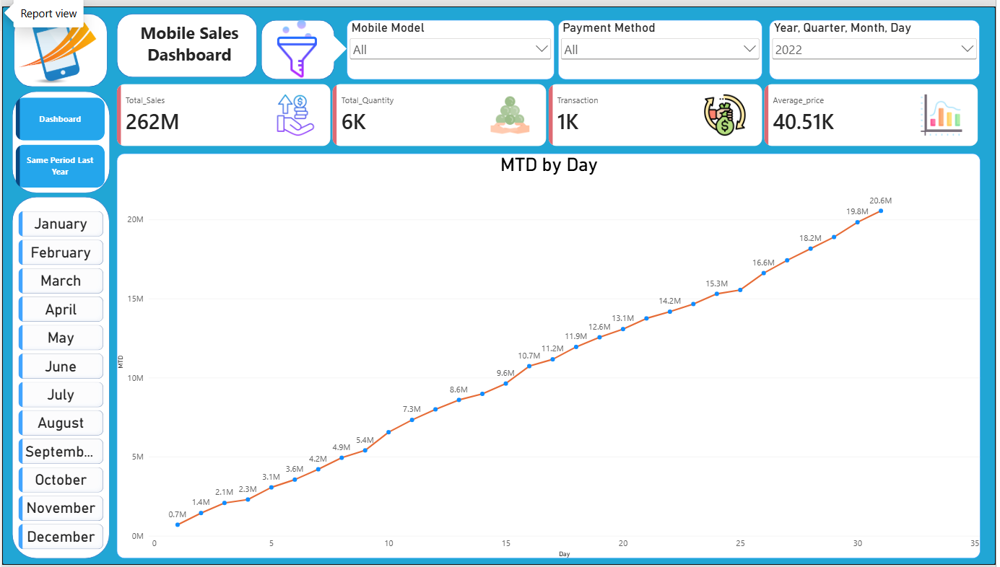 Report view
Mobile Sales
Dashboard
Mobile Model
All
Payment Method
All
Year, Quarter, Month, Day
2022
Total_Sales
262M
Total_Quantity
6K
Transaction
1K
Average_price
40.51K
Dashboard
Same Period Last
Year
January
February
March
April
May
June
July
August
Septemb...
October
November
December
MTD by Day
20M
15M
10M
5M
0M
MTD
0.7M
1.4M
2.1M
2.3M
3.1M
3.6M
4.2M
4.9M
5.4M
7.3M
8.6M
9.6M
10.7M
11.2M
11.9M
12.6M
13.1M
14.2M
15.3M
16.6M
18.2M
19.8M
20.6M
0 5 10 15 20 25 30 35
Day